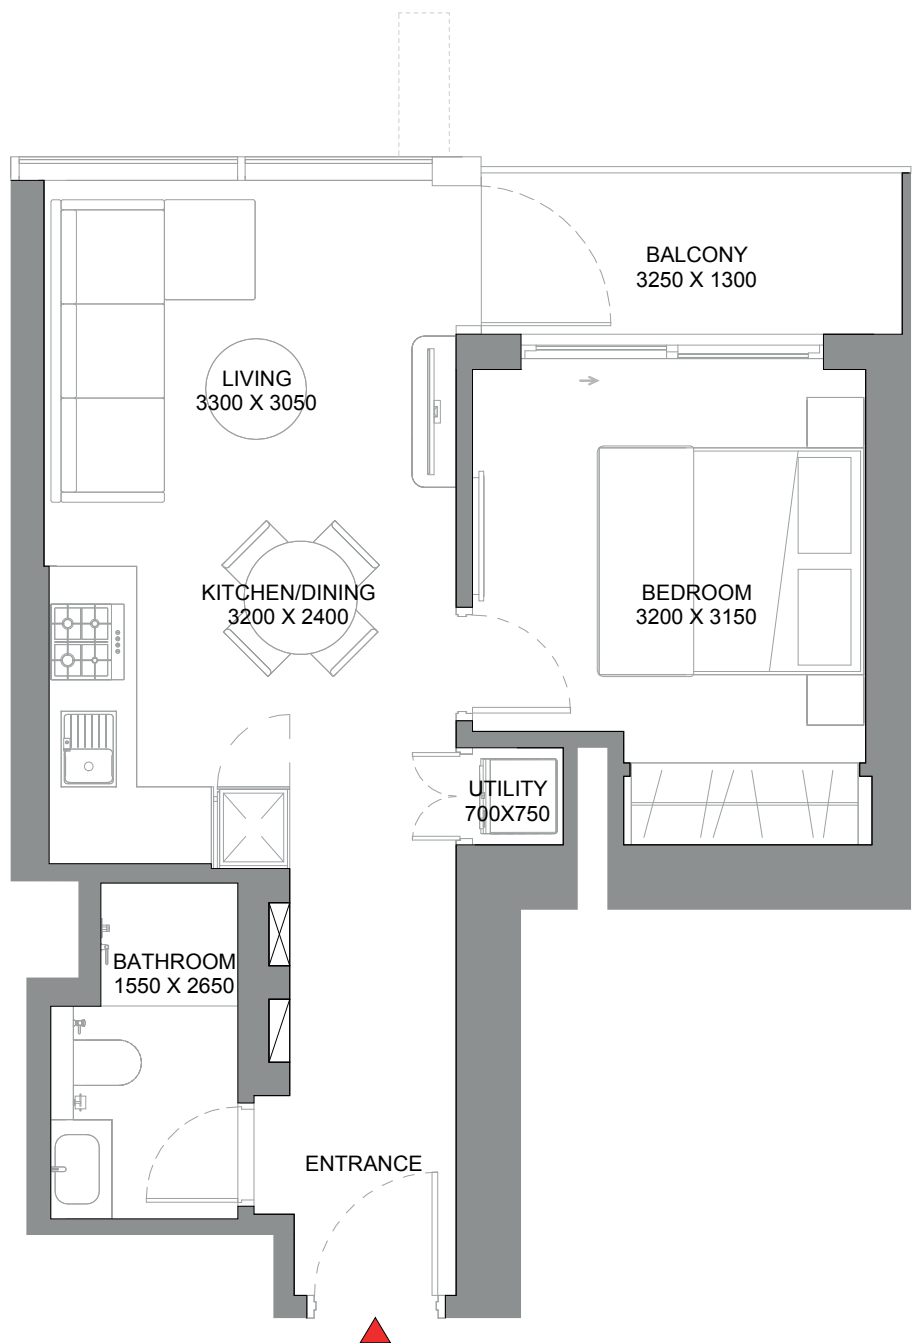 BALCONY
3250 X 1300
LIVING
3300 X 3050
KITCHEN/DINING
3200 X 2400
BEDROOM
3200 X 3150
UTILITY
700X750
BATHROOM
1550 X 2650
ENTRANCE